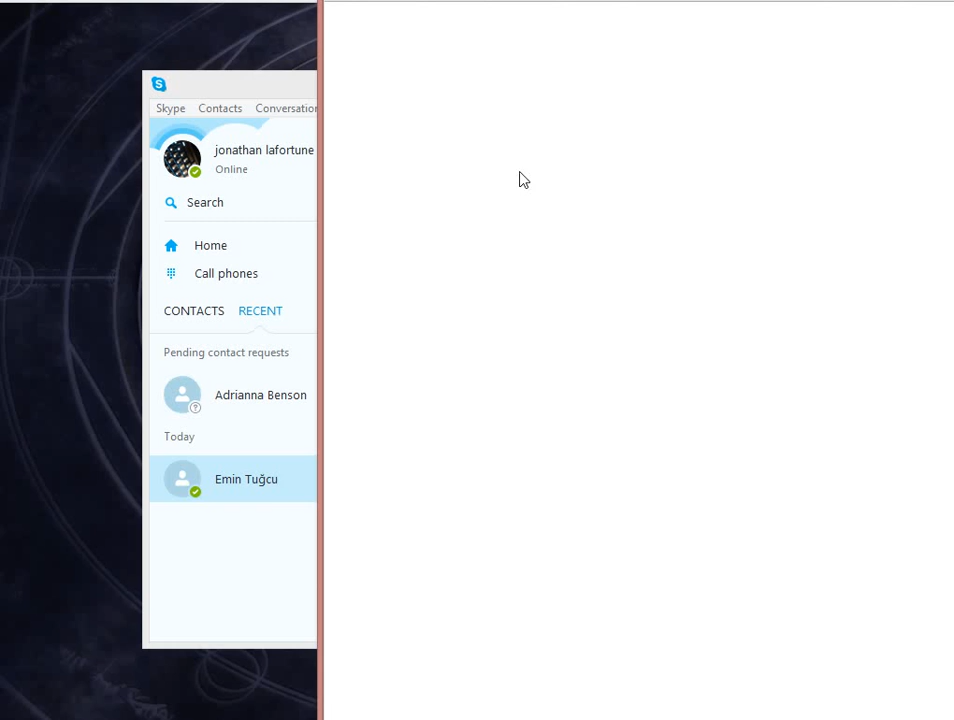 Skype Contacts Conversation
jonathan lafortune
Online
Search
Home
Call phones
CONTACTS RECENT
Pending contact requests
Adrianna Benson
Today
Emin Tuğcu